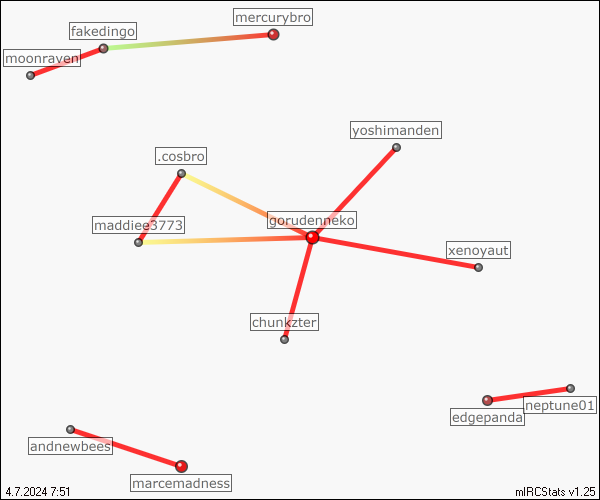 mercurybro
fakedingo
moonraven
yoshimanden
.cosbro
gorudenneko
maddiee3773
xenoyaut
chunkzter
neptune01
edgepanda
andnewbees
marcemadness
4.7.2024 7:51
mIRCStats v1.25